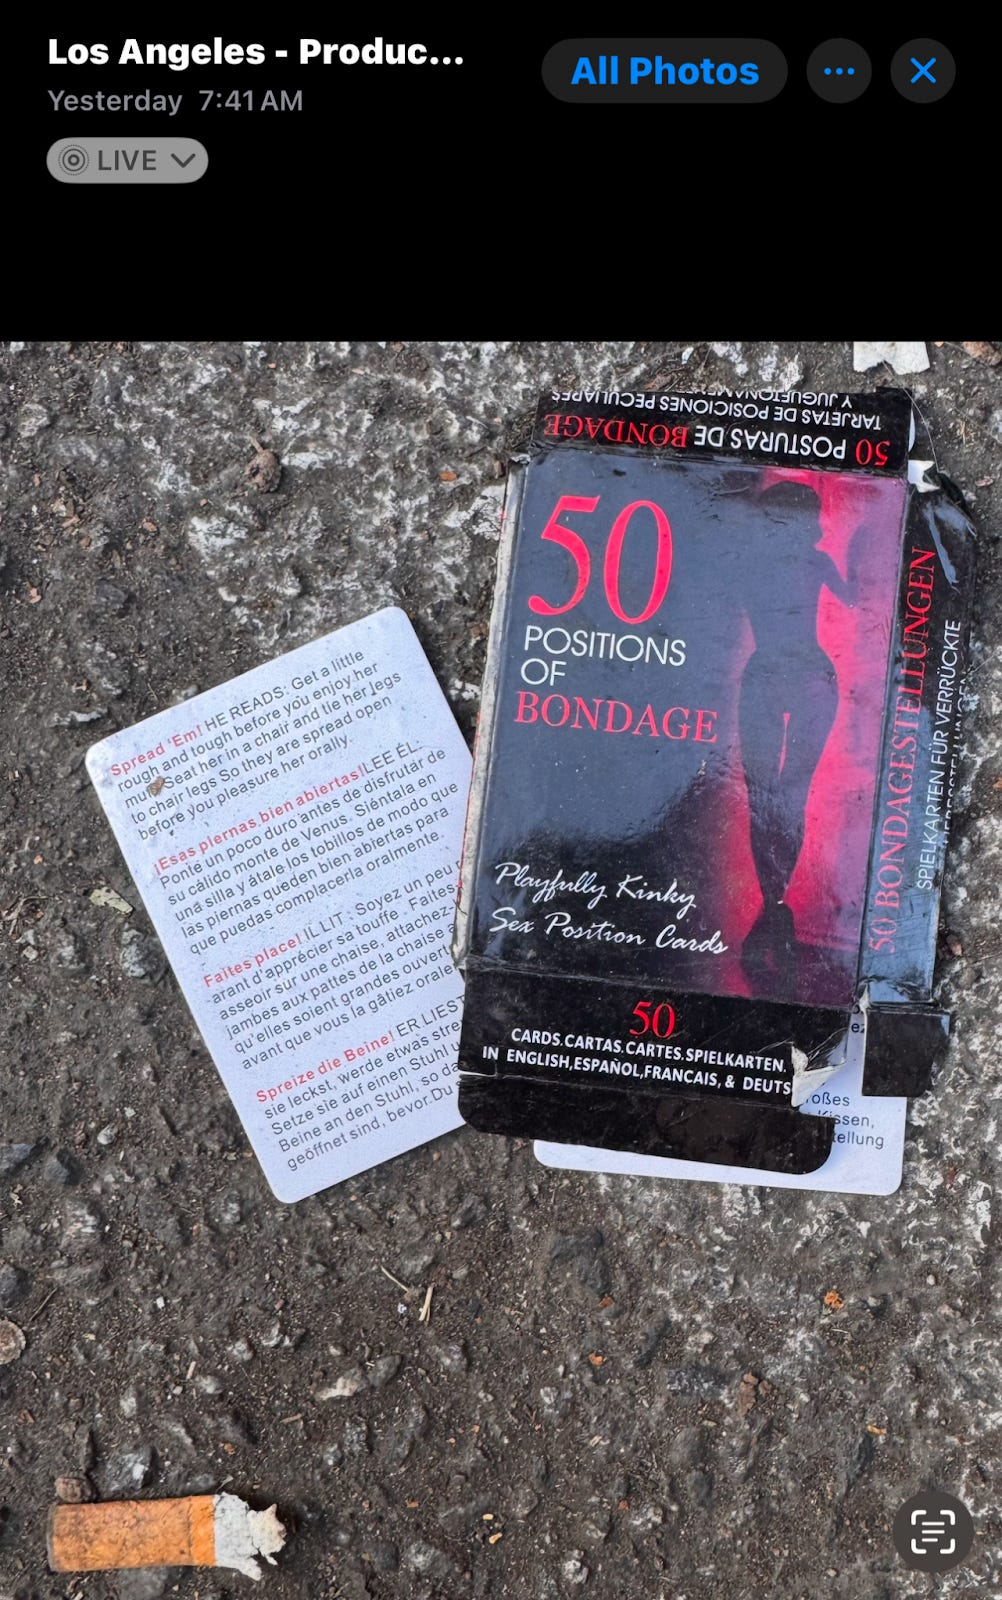 Los Angeles - Produc...
Yesterday 7:41 AM
LIVE
All Photos
50 POSTURAS DE BONDAGE
TARJETAS DE POSICIONES PECULIARES
Y
50
POSITIONS
OF
BONDAGE
Playfully Kinky
Sex Position Cards
50
CARDS.CARTAS.CARTES.SPIELKARTEN.
IN ENGLISH,ESPAÑOL,FRANCAIS, & DEUTS
50 BONDAGESTELLUNGEN
SPIELKARTEN FÜR VERRÜCKTE
Spread 'Em! HE READS: Get a little
rough and tough before you enjoy her
Seat her in a chair and tie her legs
to chair legs So they are spread open
before you pleasure her orally.
¡Esas piernas bien abiertas! LEE ÉL:
Ponte un poco duro antes de disfrutar de
su cálido monte de Venus. Siéntala en
una silla y átale los tobillos de modo que
las piernas queden bien abiertas para
que puedas complacerla oralmente.
Faites place! IL LIT : Soyez un peu
avant d'apprécier sa touffe . Faites
asseoir sur une chaise, attachez
jambes aux pattes de la chaise a
qu'elles soient grandes ouvert
avant que vous la gâtiez orale
Spreize die Beine! ER LIEST
sie leckst, werde etwas stre
Setze sie auf einen Stuhl u
Beine an den Stuhl, so da
geöffnet sind, bevor Du
oßes
Kissen,
tellung